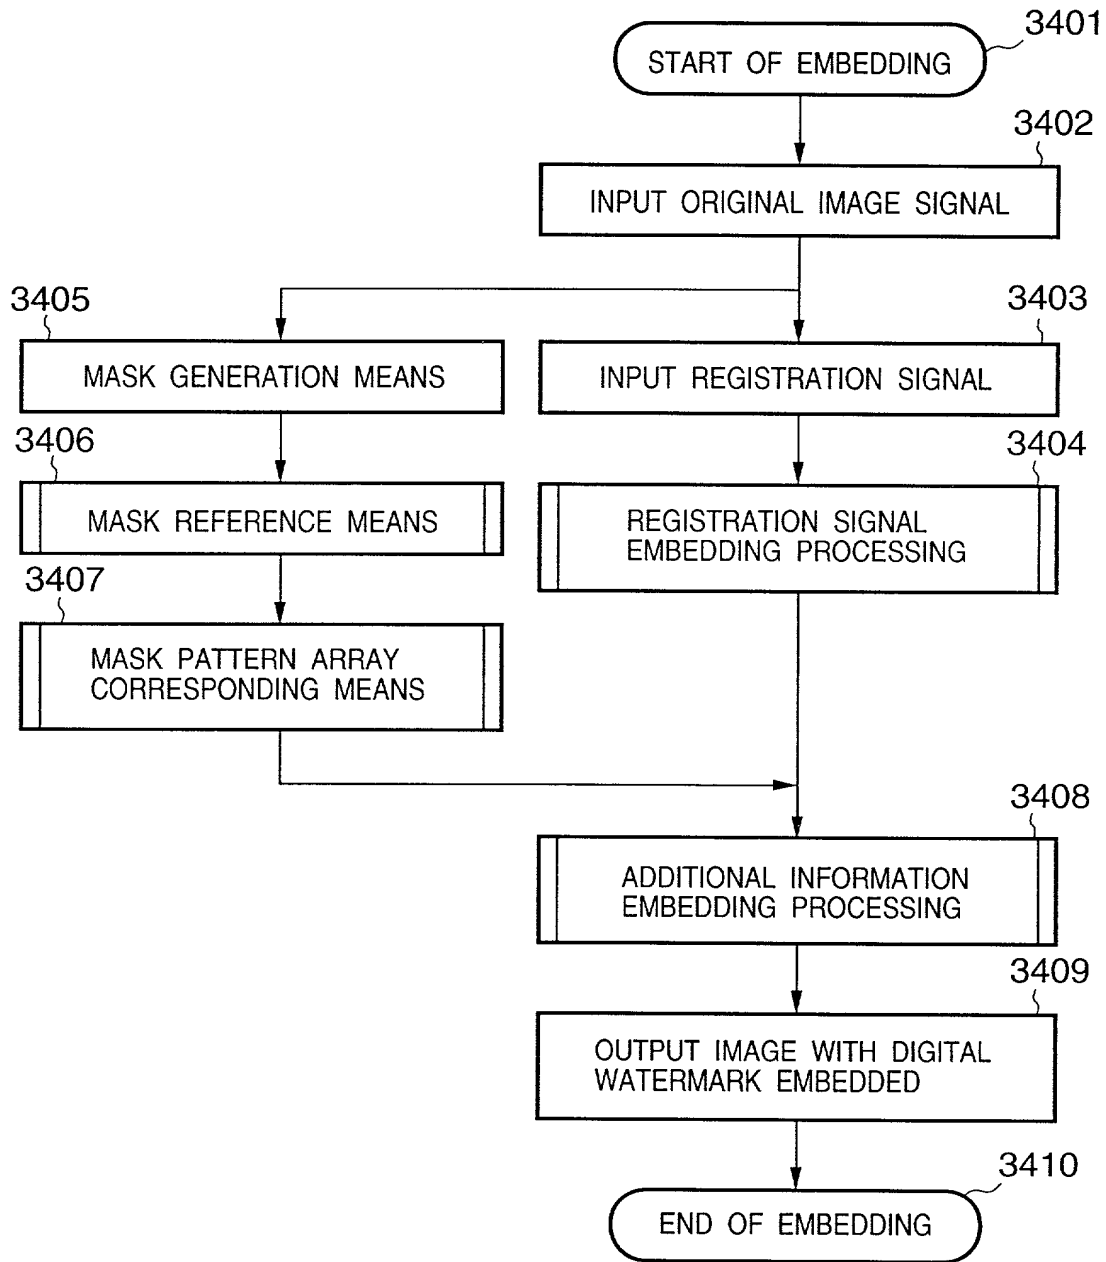 3401
START OF EMBEDDING
3402
INPUT ORIGINAL IMAGE SIGNAL
3405
MASK GENERATION MEANS
3403
INPUT REGISTRATION SIGNAL
3406
MASK REFERENCE MEANS
3404
REGISTRATION SIGNAL
EMBEDDING PROCESSING
3407
MASK PATTERN ARRAY
CORRESPONDING MEANS
3408
ADDITIONAL INFORMATION
EMBEDDING PROCESSING
3409
OUTPUT IMAGE WITH DIGITAL
WATERMARK EMBEDDED
3410
END OF EMBEDDING